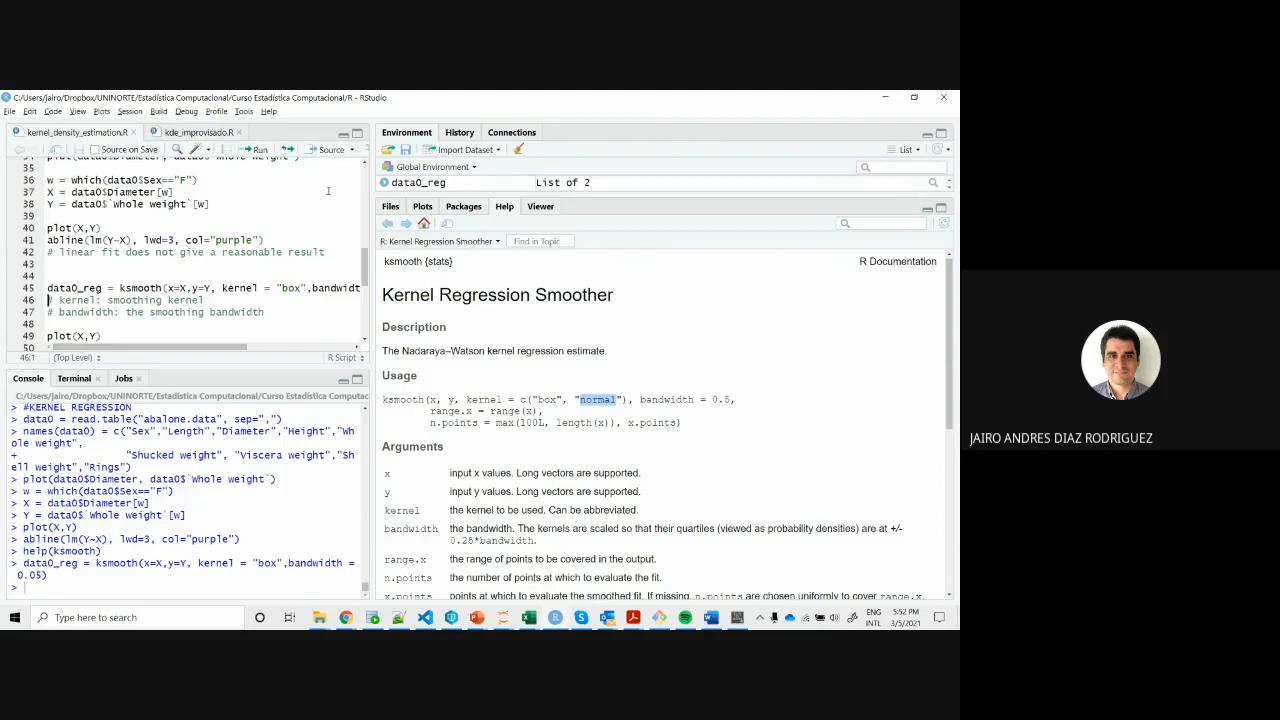 C:/Users/jairo/Dropbox/UNINORTE/Estadística Computacional/Curso Estadística Computacional/R - RStudio
File Edit Code View Plots Session Build Debug Profile Tools Help
kernel_density_estimation.R
kde_improvisado.R
Source on Save
Run
Source
35
36 w = which(data0$Sex=="F")
37 X = data0$Diameter[w]
38 Y = data0$`Whole weight`[w]
39
40 plot(X,Y)
41 abline(lm(Y~X), lwd=3, col="purple")
42 # linear fit does not give a reasonable result
43
44
45 data0_reg = ksmooth(x=X,y=Y, kernel = "box",bandwidt
46 # kernel: smoothing kernel
47 # bandwidth: the smoothing bandwidth
48
49 plot(X,Y)
50
46:1 (Top Level) R Script
Console Terminal Jobs
C:/Users/jairo/Dropbox/UNINORTE/Estadística Computacional/Curso Estadística Computacional/R
> #KERNEL REGRESSION
> data0 = read.table("abalone.data", sep=",")
> names(data0) = c("Sex","Length","Diameter","Height","Wh
ole weight",
+ "Shucked weight", "Viscera weight","Sh
ell weight","Rings")
> plot(data0$Diameter, data0$`Whole weight`)
> w = which(data0$Sex=="F")
> X = data0$Diameter[w]
> Y = data0$`Whole weight`[w]
> plot(X,Y)
> abline(lm(Y~X), lwd=3, col="purple")
> help(ksmooth)
> data0_reg = ksmooth(x=X,y=Y, kernel = "box",bandwidth =
0.05)
>
Environment History Connections
Import Dataset
List
Global Environment
data0_reg List of 2
Files Plots Packages Help Viewer
R: Kernel Regression Smoother
Find in Topic
ksmooth {stats} R Documentation
Kernel Regression Smoother
Description
The Nadaraya–Watson kernel regression estimate.
Usage
ksmooth(x, y, kernel = c("box", "normal"), bandwidth = 0.5,
range.x = range(x),
n.points = max(100L, length(x)), x.points)
Arguments
x input x values. Long vectors are supported.
y input y values. Long vectors are supported.
kernel the kernel to be used. Can be abbreviated.
bandwidth the bandwidth. The kernels are scaled so that their quartiles (viewed as probability densities) are at +/-
0.25*bandwidth.
range.x the range of points to be covered in the output.
n.points the number of points at which to evaluate the fit.
x.points points at which to evaluate the smoothed fit. If missing, n.points are chosen uniformly to cover range.x.
JAIRO ANDRES DIAZ RODRIGUEZ
Type here to search
ENG
INTL
5:52 PM
3/5/2021